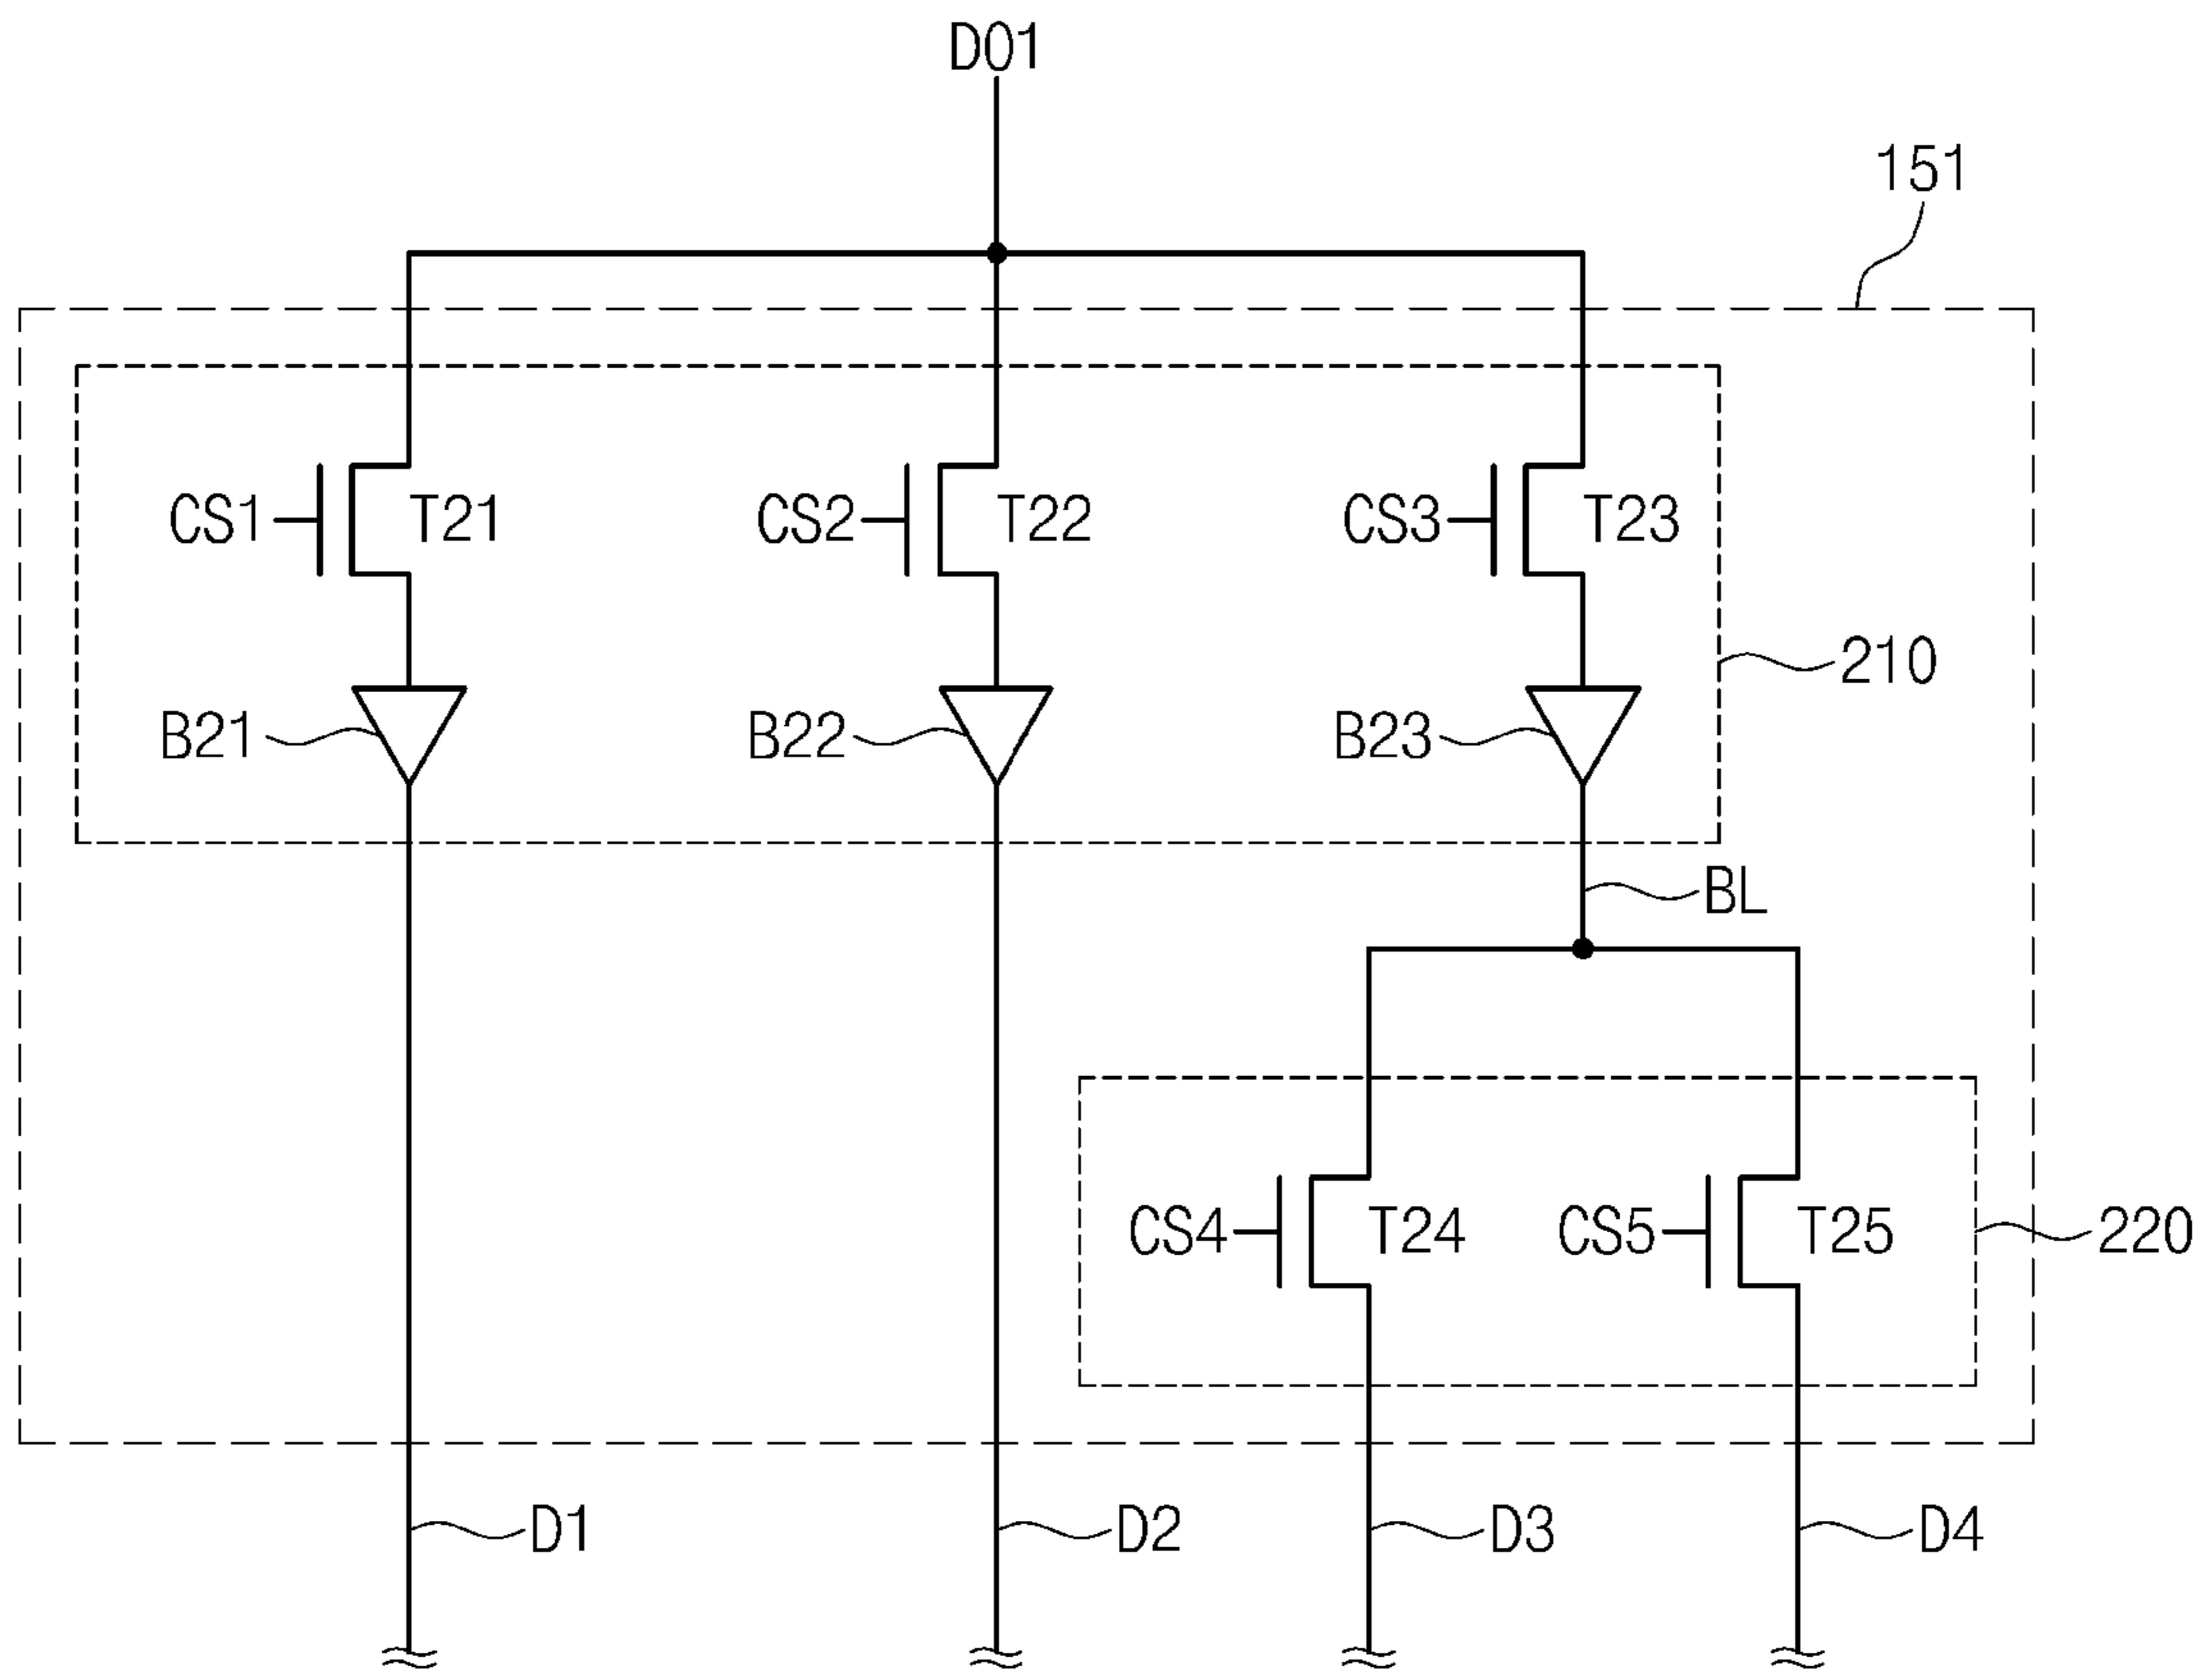 D01
151
CS1 T21 CS2 T22 CS3 T23
210
B21 B22 B23
BL
CS4 T24 CS5 T25 220
D1 D2 D3 D4